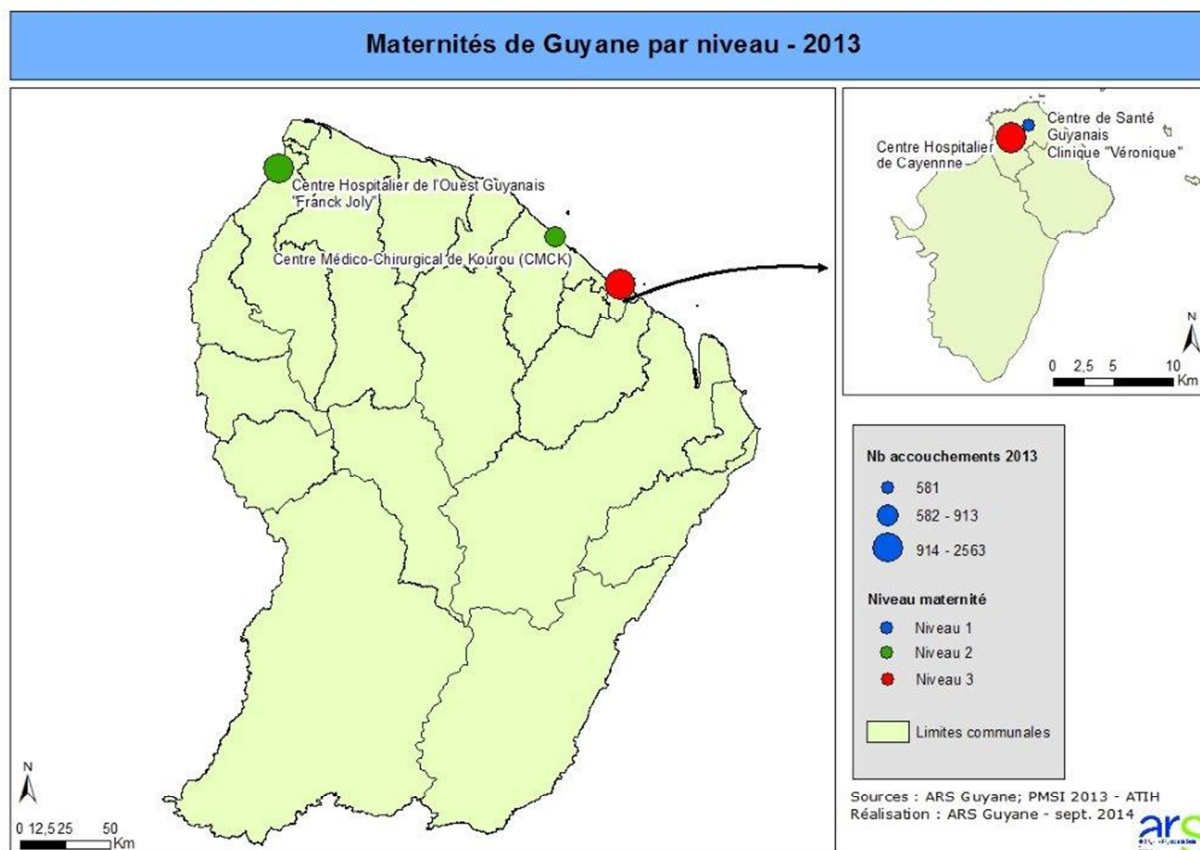 Maternités de Guyane par niveau - 2013
Centre Hospitalier de l'Ouest Guyanais
"Franck Joly"
Centre Médico-Chirurgical de Kourou (CMCK)
N
0 12,525 50
Km
Centre de Santé
Guyanais
Clinique "Véronique"
Centre Hospitalier
de Cayennne
N
0 2,5 5 10
Km
Nb accouchements 2013
581
582 - 913
914 - 2563
Niveau maternité
Niveau 1
Niveau 2
Niveau 3
Limites communales
Sources : ARS Guyane; PMSI 2013 - ATIH
Réalisation : ARS Guyane - sept. 2014
ars